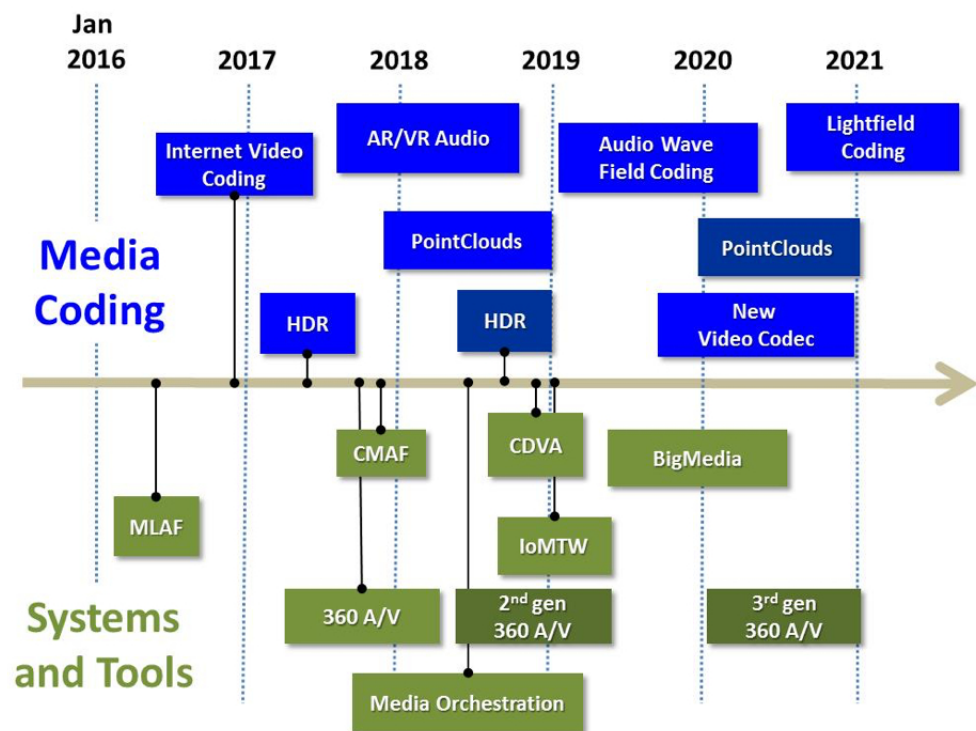 Jan
2016 2017 2018 2019 2020 2021
Internet Video
Coding
AR/VR Audio
Audio Wave
Field Coding
Lightfield
Coding
Media
Coding
PointClouds
PointClouds
HDR
HDR
New
Video Codec
CMAF
CDVA
BigMedia
MLAF
IoMTW
Systems
and Tools
360 A/V
2nd gen
360 A/V
3rd gen
360 A/V
Media Orchestration